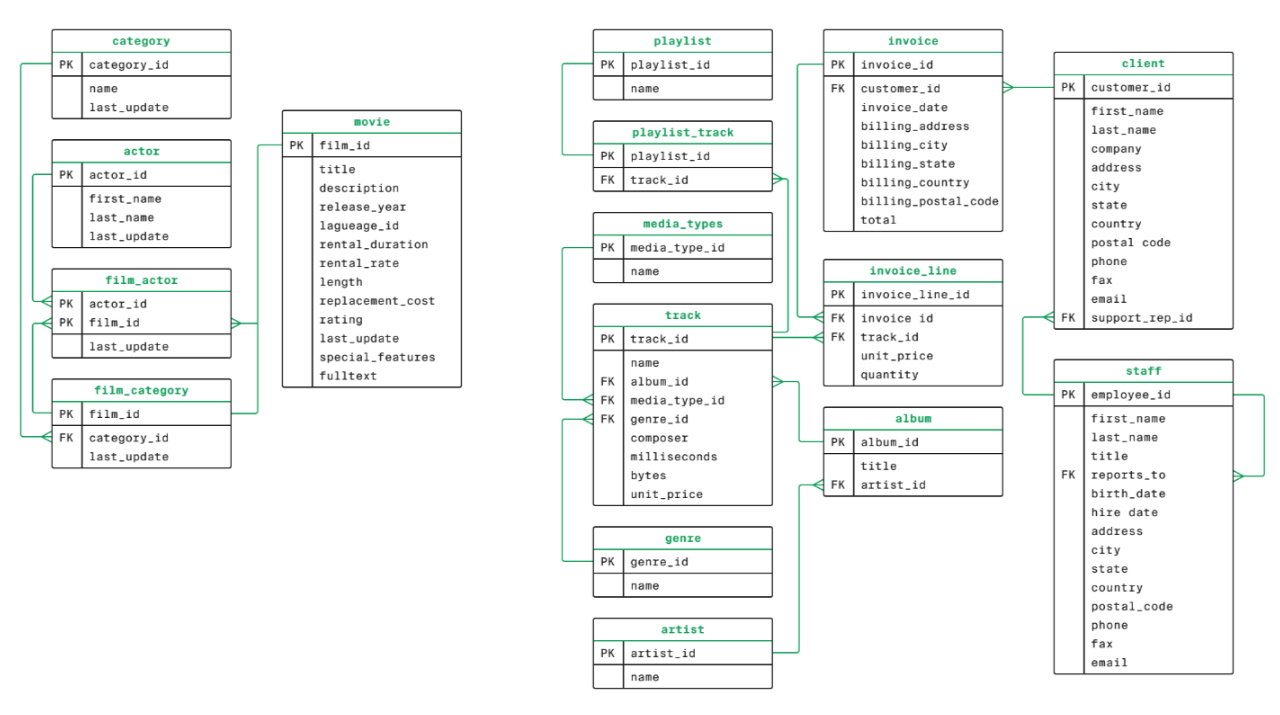 category
PK category_id
name
last_update
actor
PK actor_id
first_name
last_name
last_update
film_actor
PK actor_id
PK film_id
last_update
film_category
PK film_id
FK category_id
last_update
movie
PK film_id
title
description
release_year
lagueage_id
rental_duration
rental_rate
length
replacement_cost
rating
last_update
special_features
fulltext
playlist
PK playlist_id
name
playlist_track
PK playlist_id
FK track_id
media_types
PK media_type_id
name
track
PK track_id
name
FK album_id
FK media_type_id
FK genre_id
composer
milliseconds
bytes
unit_price
genre
PK genre_id
name
artist
PK artist_id
name
invoice
PK invoice_id
FK customer_id
invoice_date
billing_address
billing_city
billing_state
billing_country
billing_postal_code
total
invoice_line
PK invoice_line_id
FK invoice id
FK track_id
unit_price
quantity
album
PK album_id
title
FK artist_id
client
PK customer_id
first_name
last_name
company
address
city
state
country
postal code
phone
fax
email
FK support_rep_id
staff
PK employee_id
first_name
last_name
title
FK reports_to
birth_date
hire date
address
city
state
country
postal_code
phone
fax
email